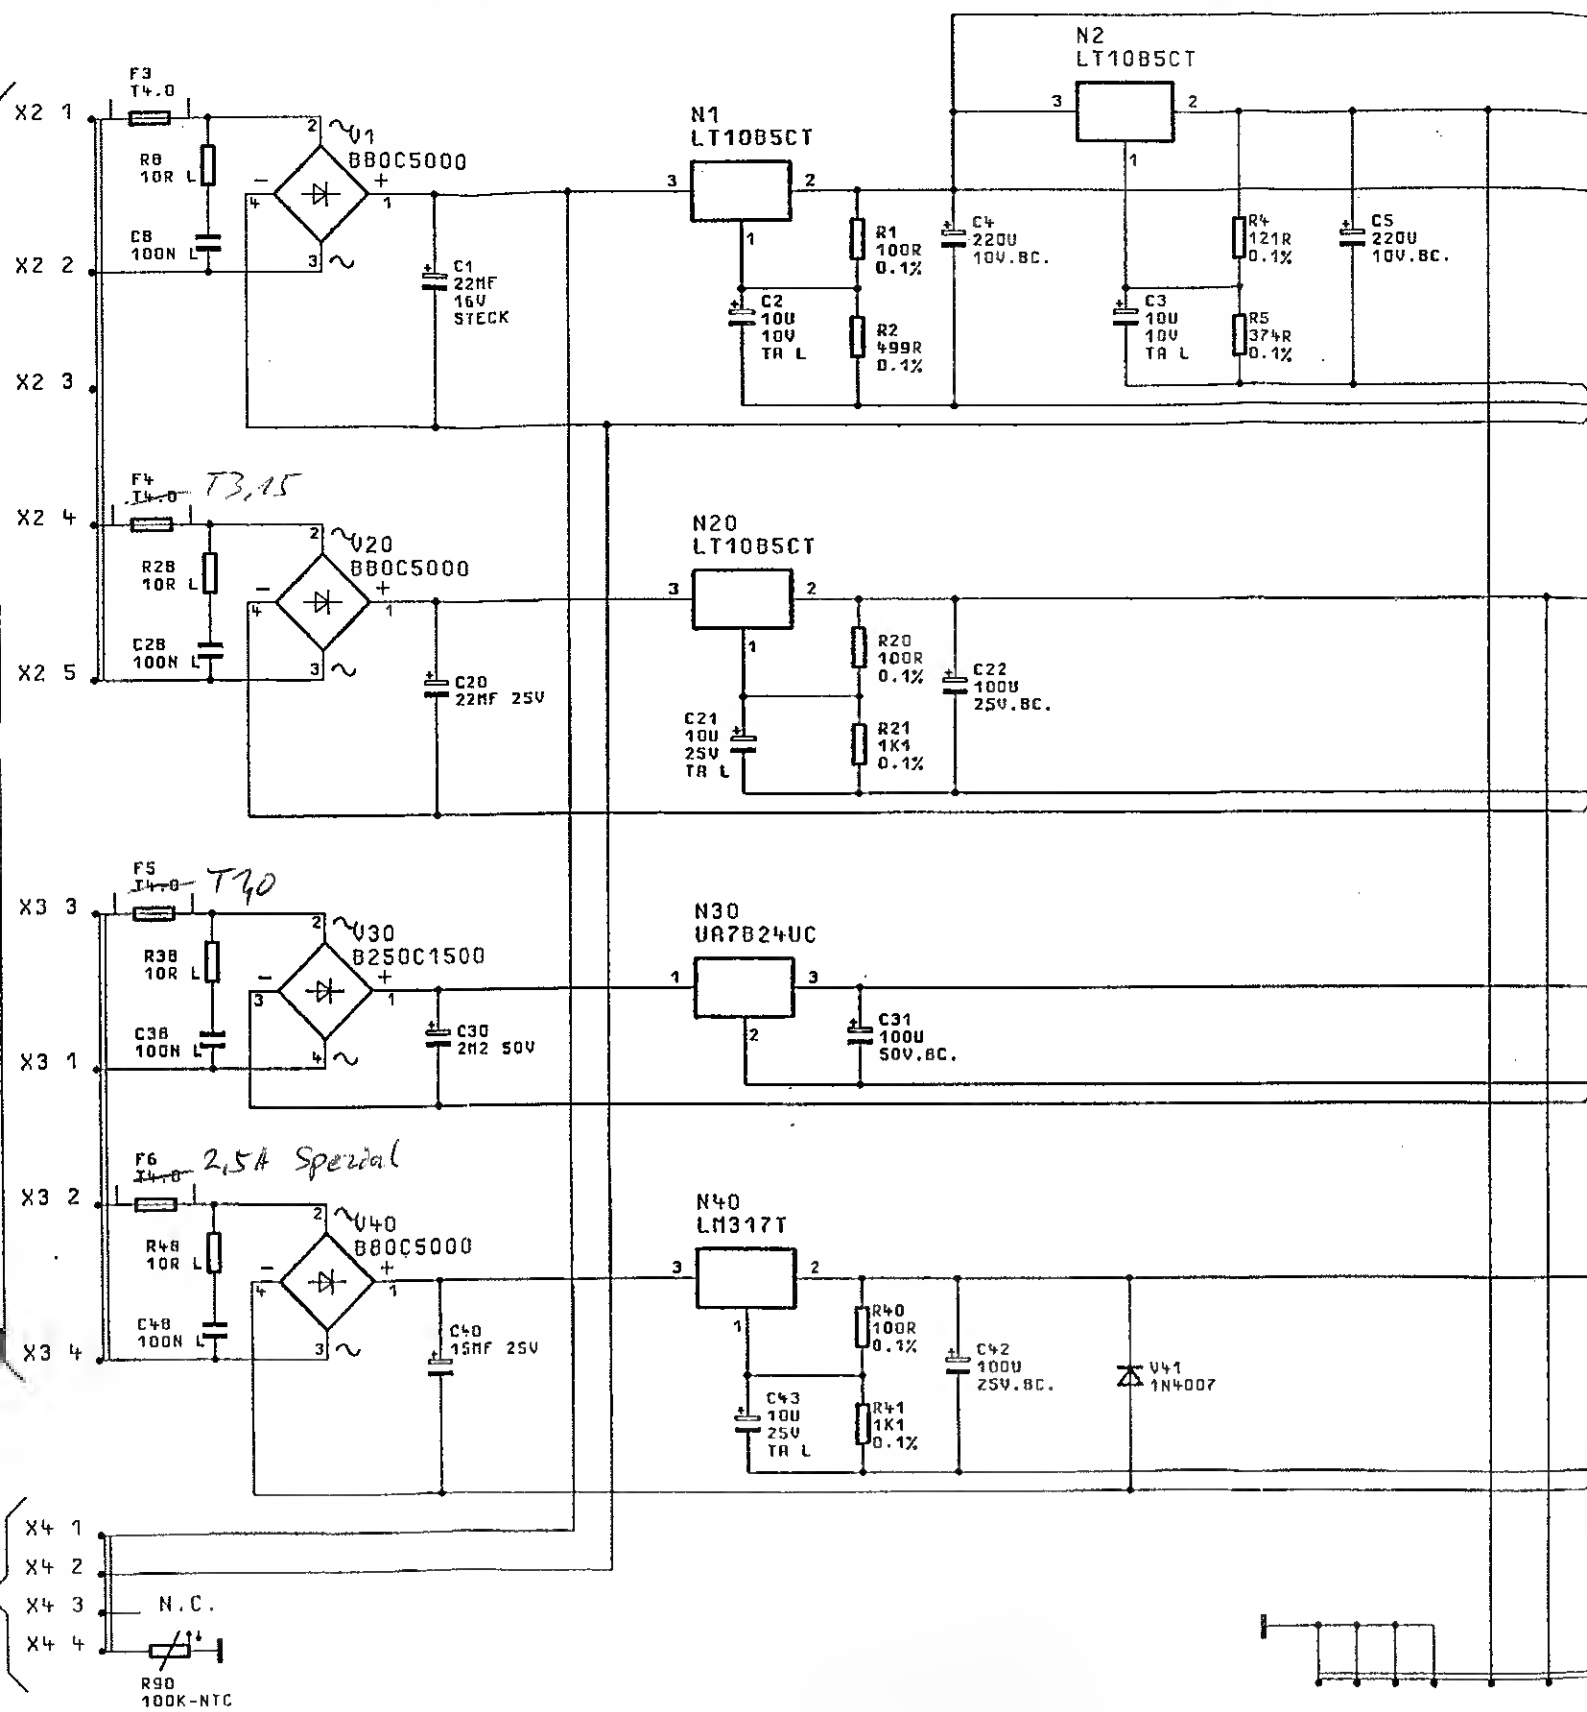 F3
T4.0
X2 1
R8
10R L
C8
100N L
X2 2
2
V1
B80C5000
-
+
4
1
3
C1
22MF
16V
STECK
N1
LT1085CT
3
2
1
R1
100R
0.1%
C2
10U
10V
TA L
R2
499R
0.1%
C4
220U
10V.BC.
N2
LT1085CT
3
2
1
R4
121R
0.1%
C3
10U
10V
TA L
R5
374R
0.1%
C5
220U
10V.BC.
X2 3
F4
T4.0 T3,15
X2 4
R28
10R L
C28
100N L
X2 5
2
V20
B80C5000
-
+
4
1
3
C20
22MF 25V
N20
LT1085CT
3
2
1
R20
100R
0.1%
C21
10U
25V
TA L
R21
1K1
0.1%
C22
100U
25V.BC.
F5
T4.0 T1,0
X3 3
R38
10R L
C38
100N L
X3 1
2
V30
B250C1500
-
+
3
1
4
C30
2M2 50V
N30
UA7824UC
1
3
2
C31
100U
50V.BC.
F6
T4.0 2,5A Spezial
X3 2
R48
10R L
C48
100N L
X3 4
2
V40
B80C5000
-
+
4
1
3
C40
15MF 25V
N40
LM317T
3
2
1
R40
100R
0.1%
C43
10U
25V
TA L
R41
1K1
0.1%
C42
100U
25V.BC.
V41
1N4007
X4 1
X4 2
X4 3 N.C.
X4 4
R90
100K-NTC